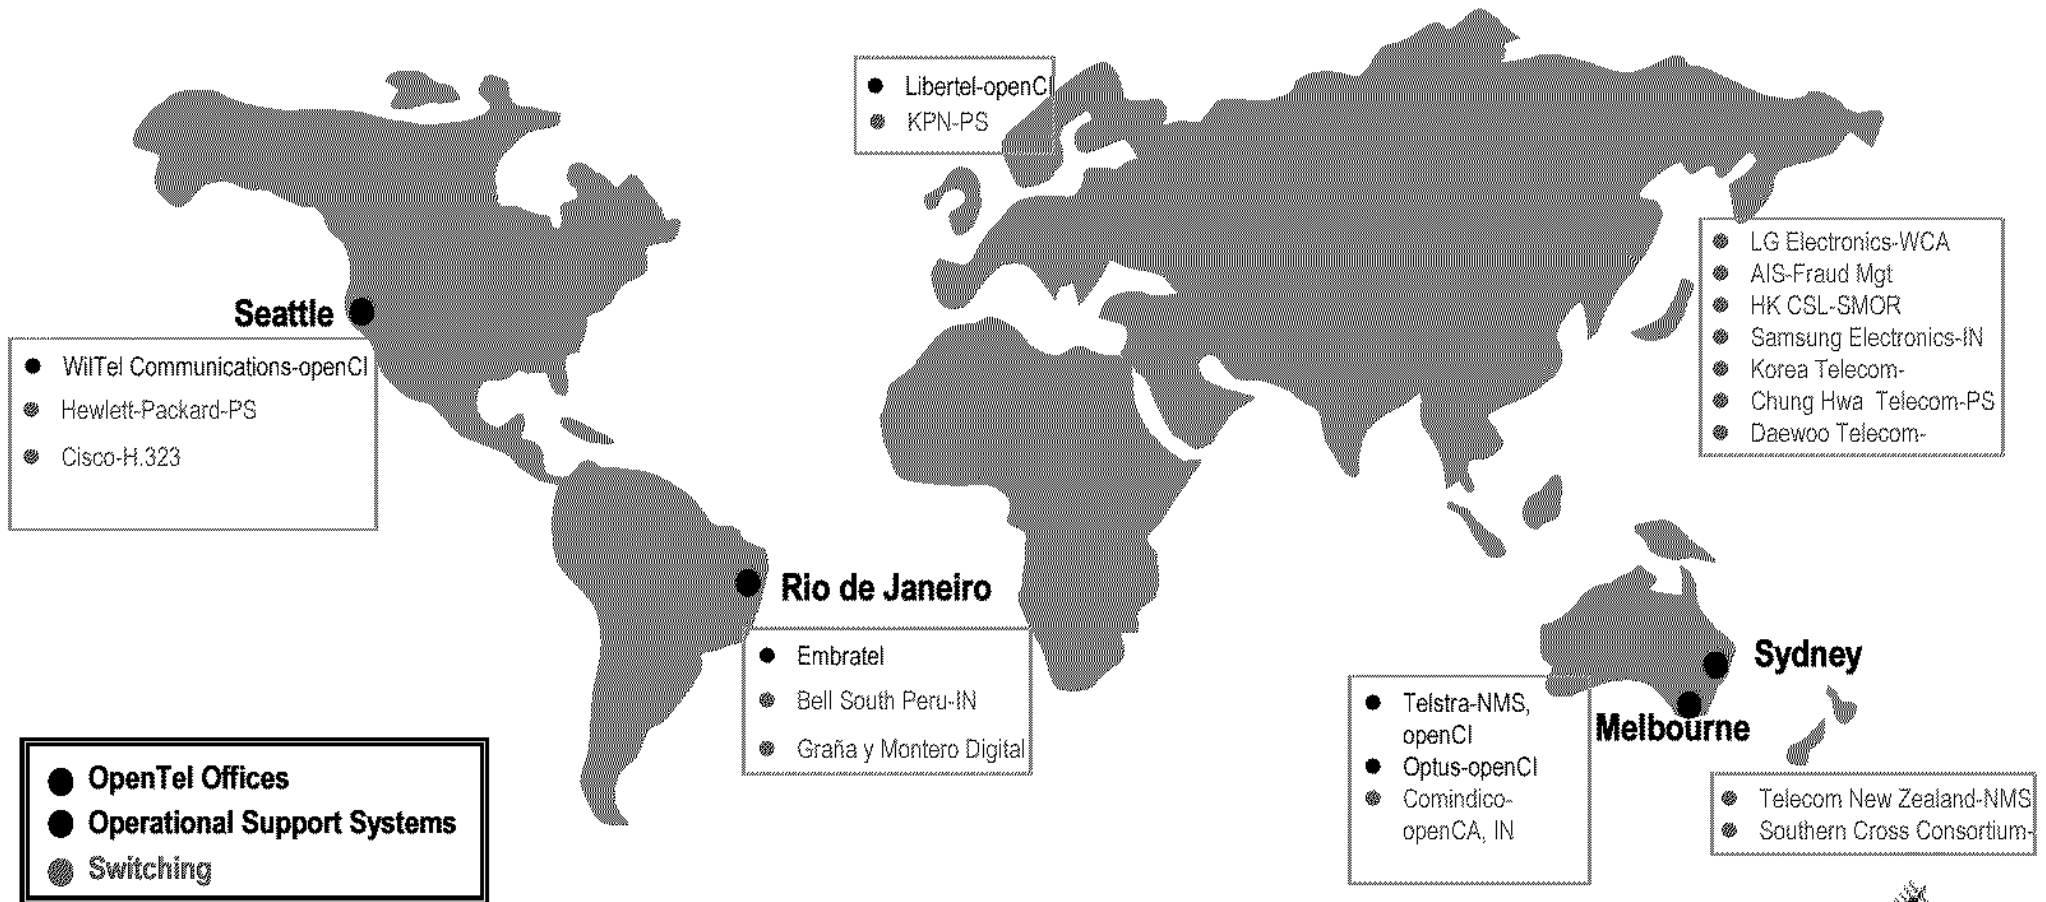 Libertel-openCI
KPN-PS
LG Electronics-WCA
AIS-Fraud Mgt
HK CSL-SMOR
Samsung Electronics-IN
Korea Telecom-
Chung Hwa Telecom-PS
Daewoo Telecom-
Seattle
WilTel Communications-openCI
Hewlett-Packard-PS
Cisco-H.323
Rio de Janeiro
Embratel
Bell South Peru-IN
Graña y Montero Digital
Sydney
Melbourne
Telstra-NMS,
openCI
Optus-openCI
Comindico-
openCA, IN
Telecom New Zealand-NMS
Southern Cross Consortium-
OpenTel Offices
Operational Support Systems
Switching